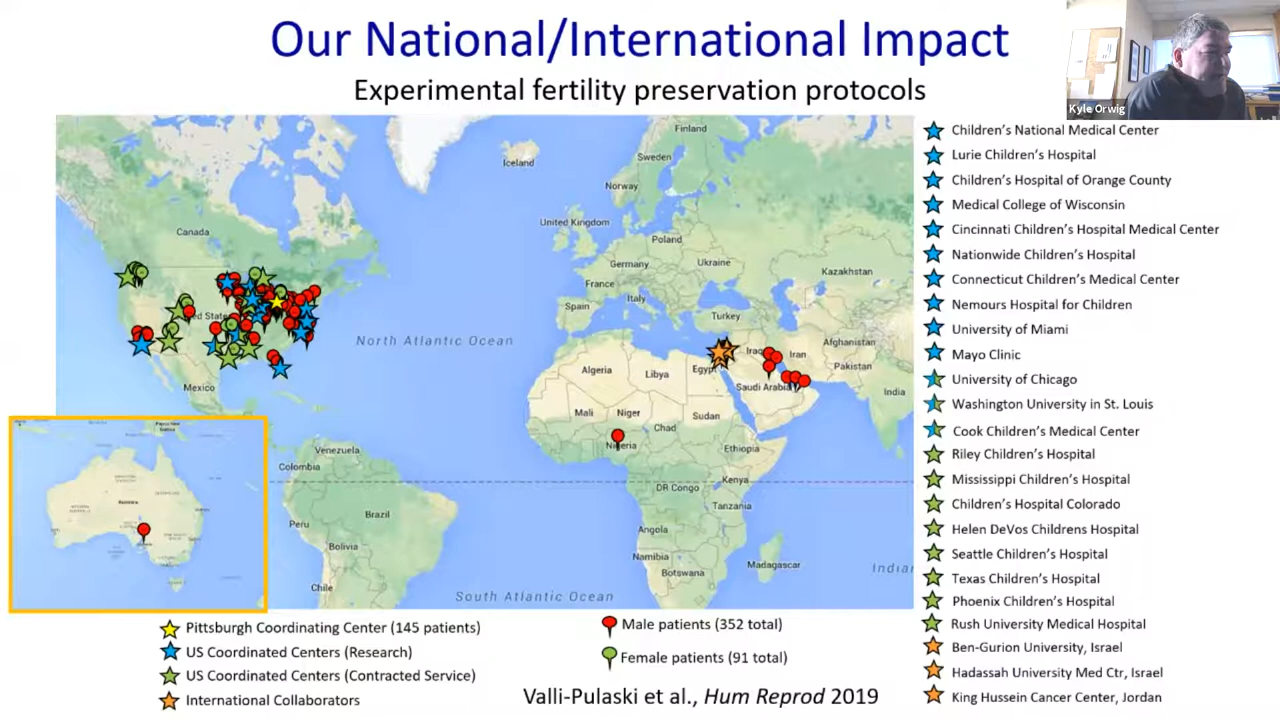 Our National/International Impact
Experimental fertility preservation protocols
Kyle Orwig
Finland
Iceland
Sweden
Norway
Canada
United Kingdom
Poland
Germany
Ukraine
Kazakhstan
France
Italy
Spain
Turkey
North Atlantic Ocean
Afghanistan
Iran
Pakistan
Algeria
Libya
Egypt
Saudi Arabia
India
Mexico
Mali
Niger
Sudan
Chad
Nigeria
Ethiopia
Venezuela
Colombia
Kenya
DR Congo
Tanzania
Brazil
Peru
Angola
Bolivia
Namibia
Madagascar
Botswana
Chile
South Atlantic Ocean
Children's National Medical Center
Lurie Children's Hospital
Children's Hospital of Orange County
Medical College of Wisconsin
Cincinnati Children's Hospital Medical Center
Nationwide Children's Hospital
Connecticut Children's Medical Center
Nemours Hospital for Children
University of Miami
Mayo Clinic
University of Chicago
Washington University in St. Louis
Cook Children's Medical Center
Riley Children's Hospital
Mississippi Children's Hospital
Children's Hospital Colorado
Helen DeVos Childrens Hospital
Seattle Children's Hospital
Texas Children's Hospital
Phoenix Children's Hospital
Rush University Medical Hospital
Ben-Gurion University, Israel
Hadassah University Med Ctr, Israel
King Hussein Cancer Center, Jordan
Pittsburgh Coordinating Center (145 patients)
US Coordinated Centers (Research)
US Coordinated Centers (Contracted Service)
International Collaborators
Male patients (352 total)
Female patients (91 total)
Valli-Pulaski et al., Hum Reprod 2019